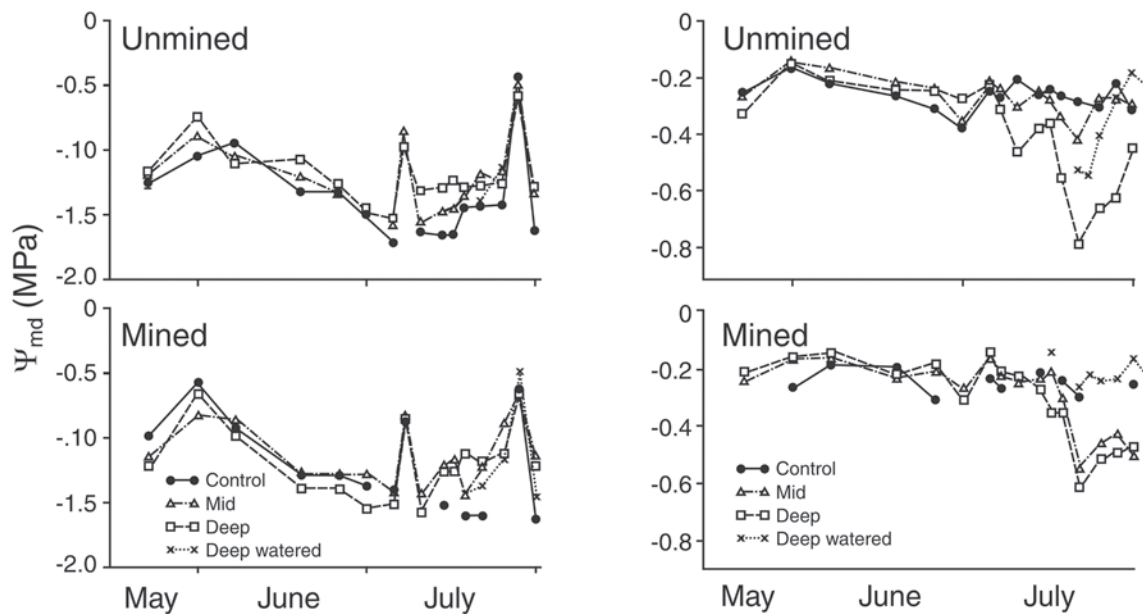 Ψmd (MPa)
Unmined
0
-0.5
-.10
-1.5
-2.0
Unmined
-0
-0.2
-0.4
-0.6
-0.8
Mined
0
-0.5
-.10
-1.5
-2.0
Control
Mid
Deep
Deep watered
May June July
Mined
0
-0.2
-0.4
-0.6
-0.8
Control
Mid
Deep
Deep watered
May June July